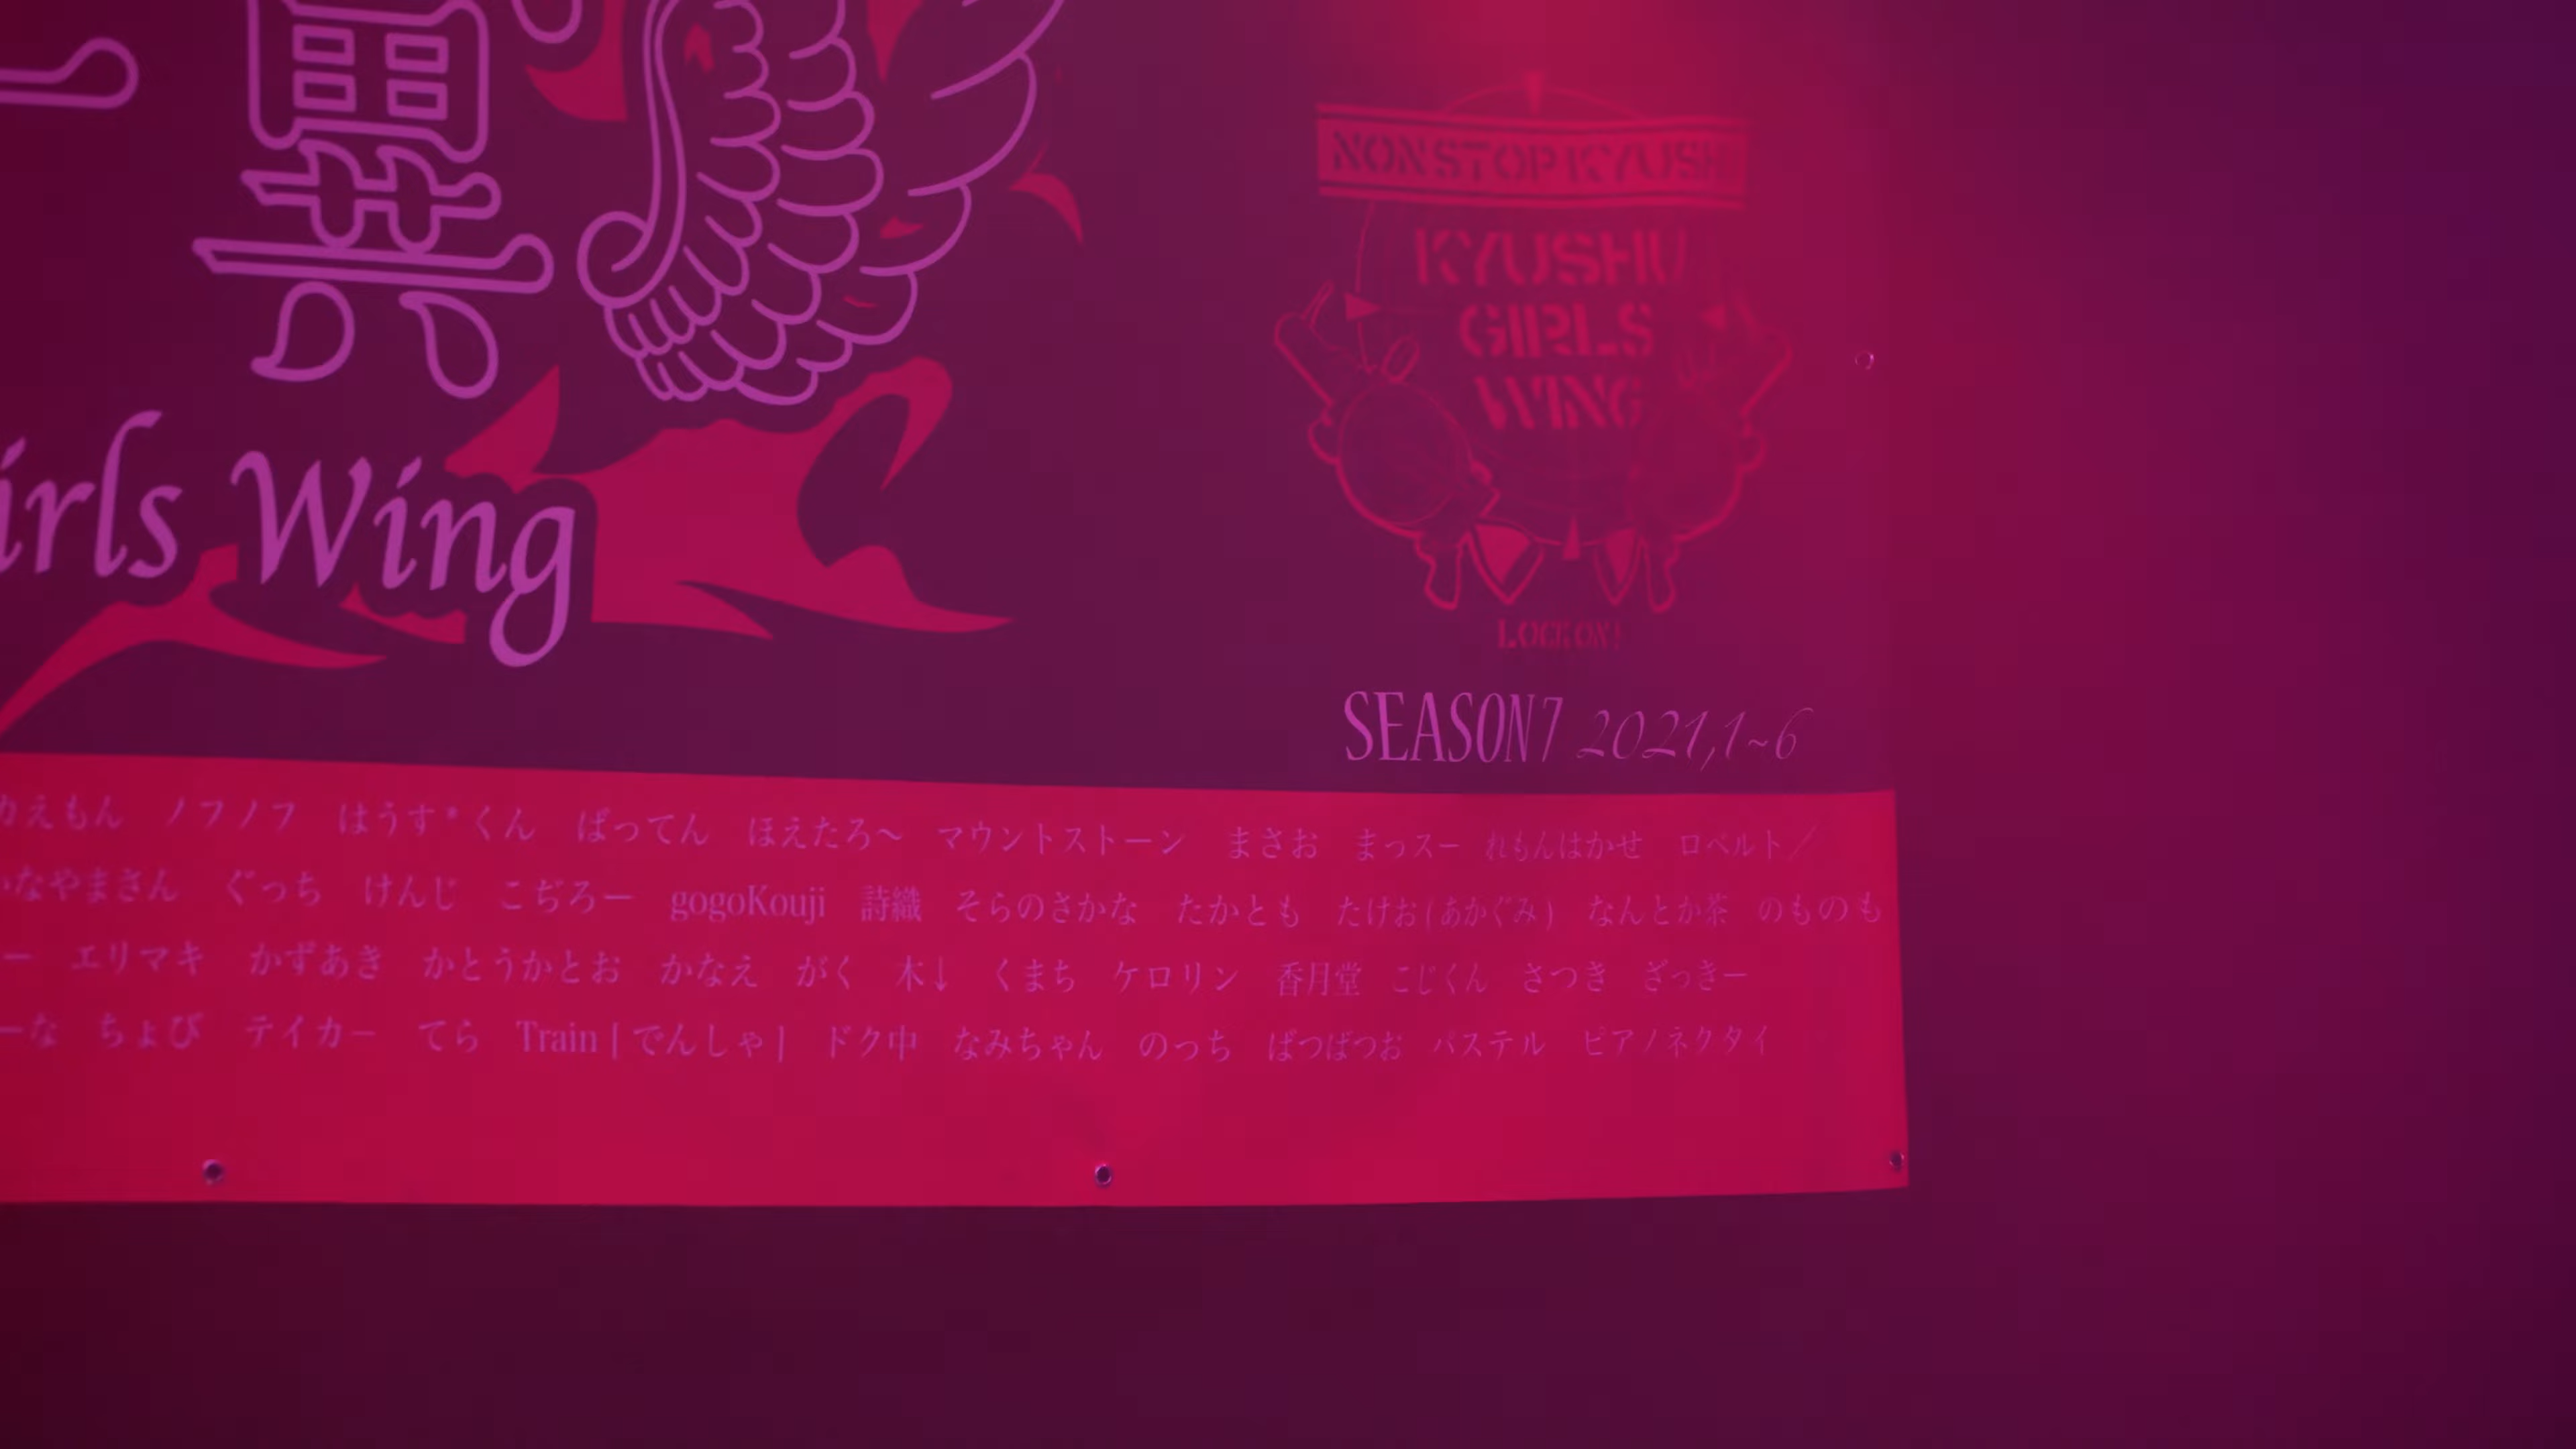 翼
irls Wing
NON STOP KYUSH
KYUSHU
GIRLS
WING
LOCK ON!
SEASON7 2021,1~6
カえもん ノフノフ はうす*くん ばってん ほえたろ〜 マウントストーン まさお まっスー れもんはかせ ロベルト／
いなやまさん ぐっち けんじ こぢろー gogoKouji 詩織 そらのさかな たかとも たけお(あかぐみ) なんとか茶 のものも
ー エリマキ かずあき かとうかとお かなえ がく 木↓ くまち ケロリン 香月堂 こじくん さつき ざっきー
ーな ちょび テイカー てら Train [でんしゃ] ドク中 なみちゃん のっち ぱつぱつお パステル ピアノネクタイ